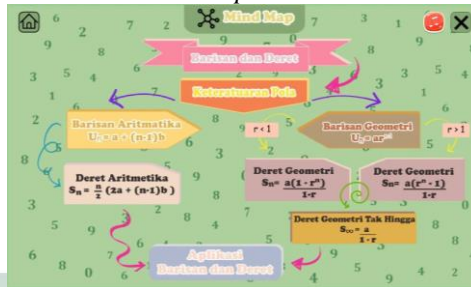 Mind Map
Barisan dan Deret
Keteraturan Pola
Barisan Aritmatika
Uₙ = a + (n-1)b
r < 1
Barisan Geometri
Uₙ = arⁿ⁻¹
r > 1
Deret Aritmetika
Sn = n/2 (2a + (n-1)b )
Deret Geometri
Sn = a(1 - rⁿ)/1-r
Deret Geometri
Sn= a(rⁿ - 1)/1-r
Deret Geometri Tak Hingga
S∞ = a/1 - r
Aplikasi
Barisan dan Deret